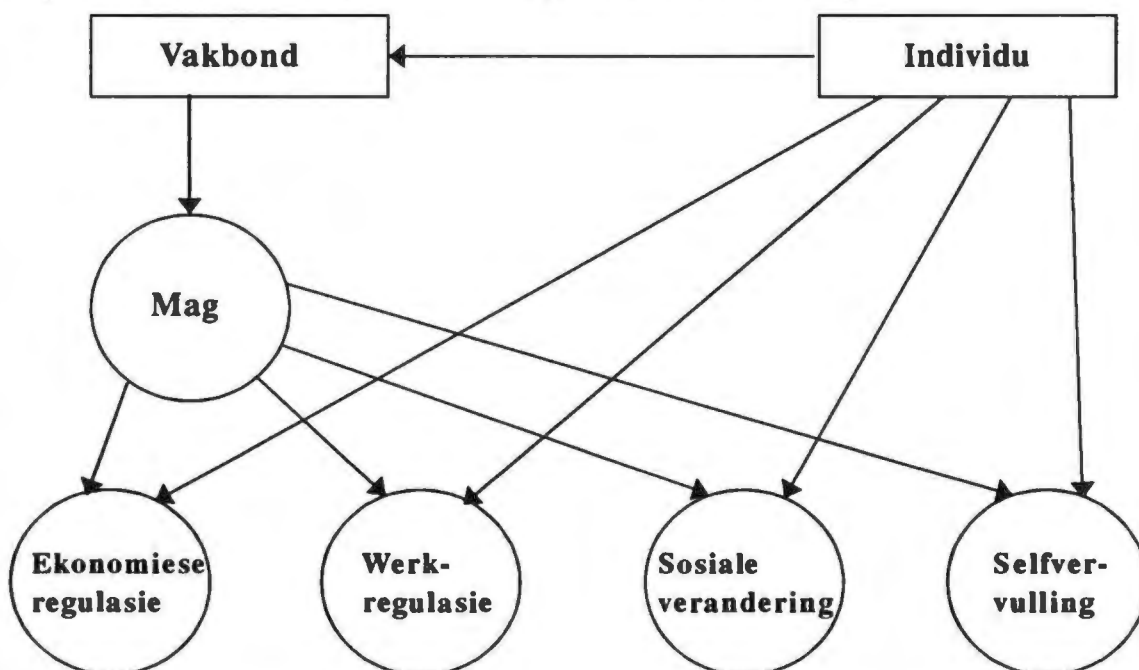 Vakbond
Individu
Mag
Ekonomiese
regulasie
Werk-
regulasie
Sosiale
verandering
Selfver-
vulling